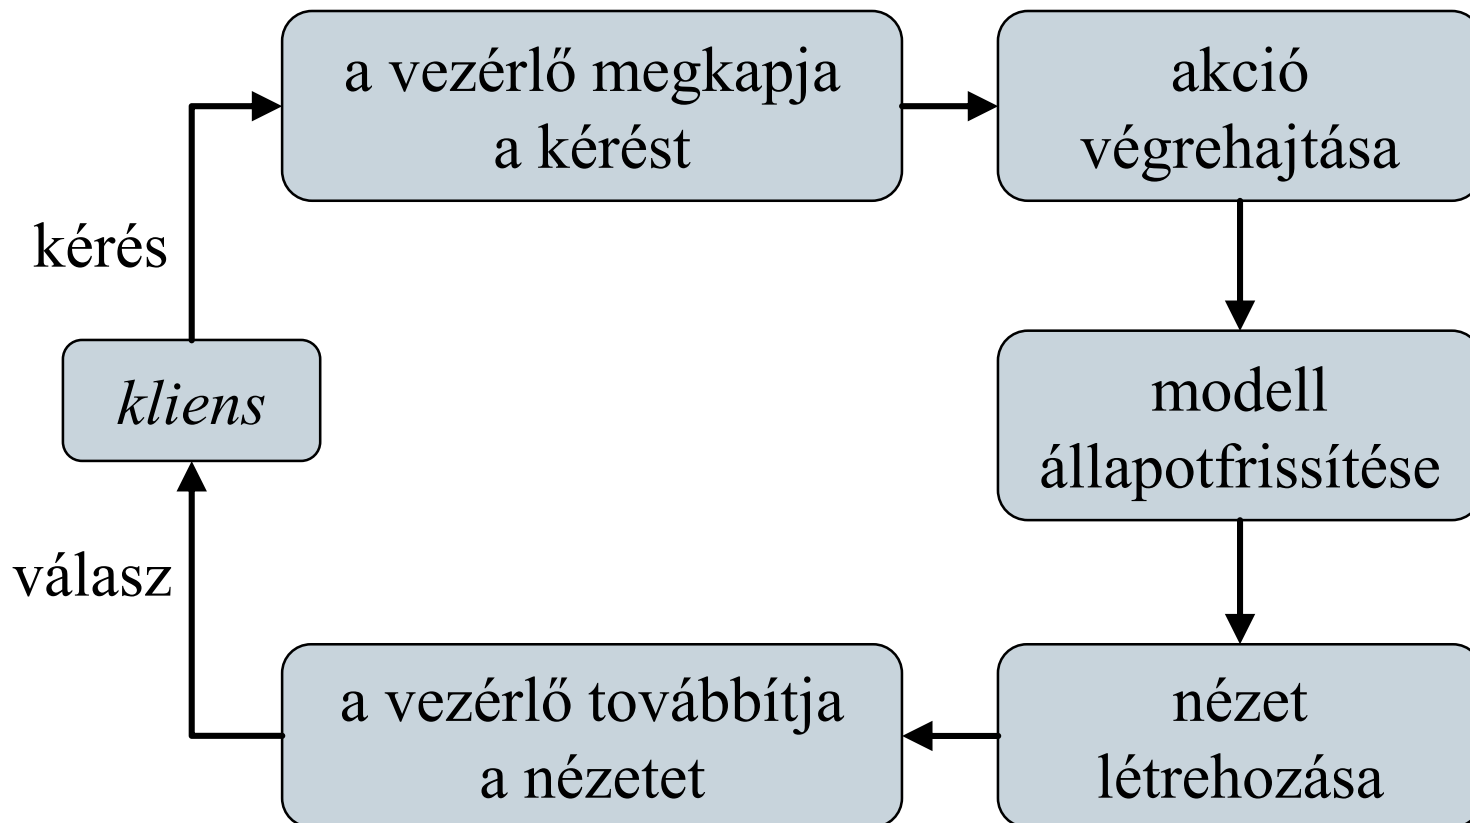 a vezérlő megkapja
a kérést
akció
végrehajtása
kérés
kliens
modell
állapotfrissítése
válasz
a vezérlő továbbítja
a nézetet
nézet
létrehozása